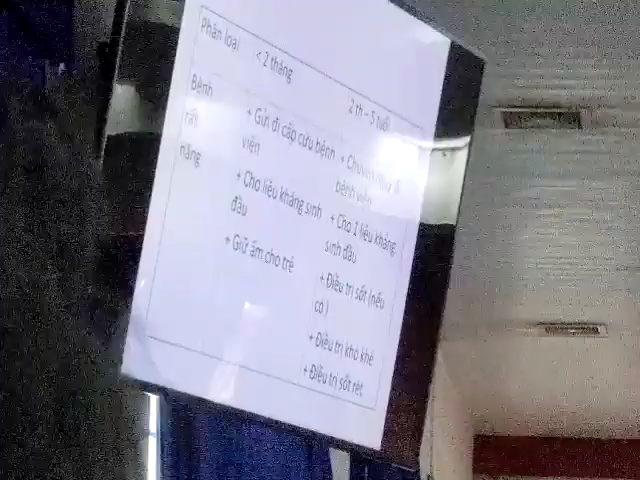 Phân loại < 2 tháng 2 th – 5 tuổi
Bệnh
rất
nặng
+ Gửi đi cấp cứu bệnh
viện
+ Cho liều kháng sinh
đầu
+ Giữ ấm cho trẻ
bệnh viện
+ Cho 1 liều kháng
sinh đầu
+ Điều trị sốt (nếu
có)
+ Điều trị khò khè
+ Điều trị sốt rét